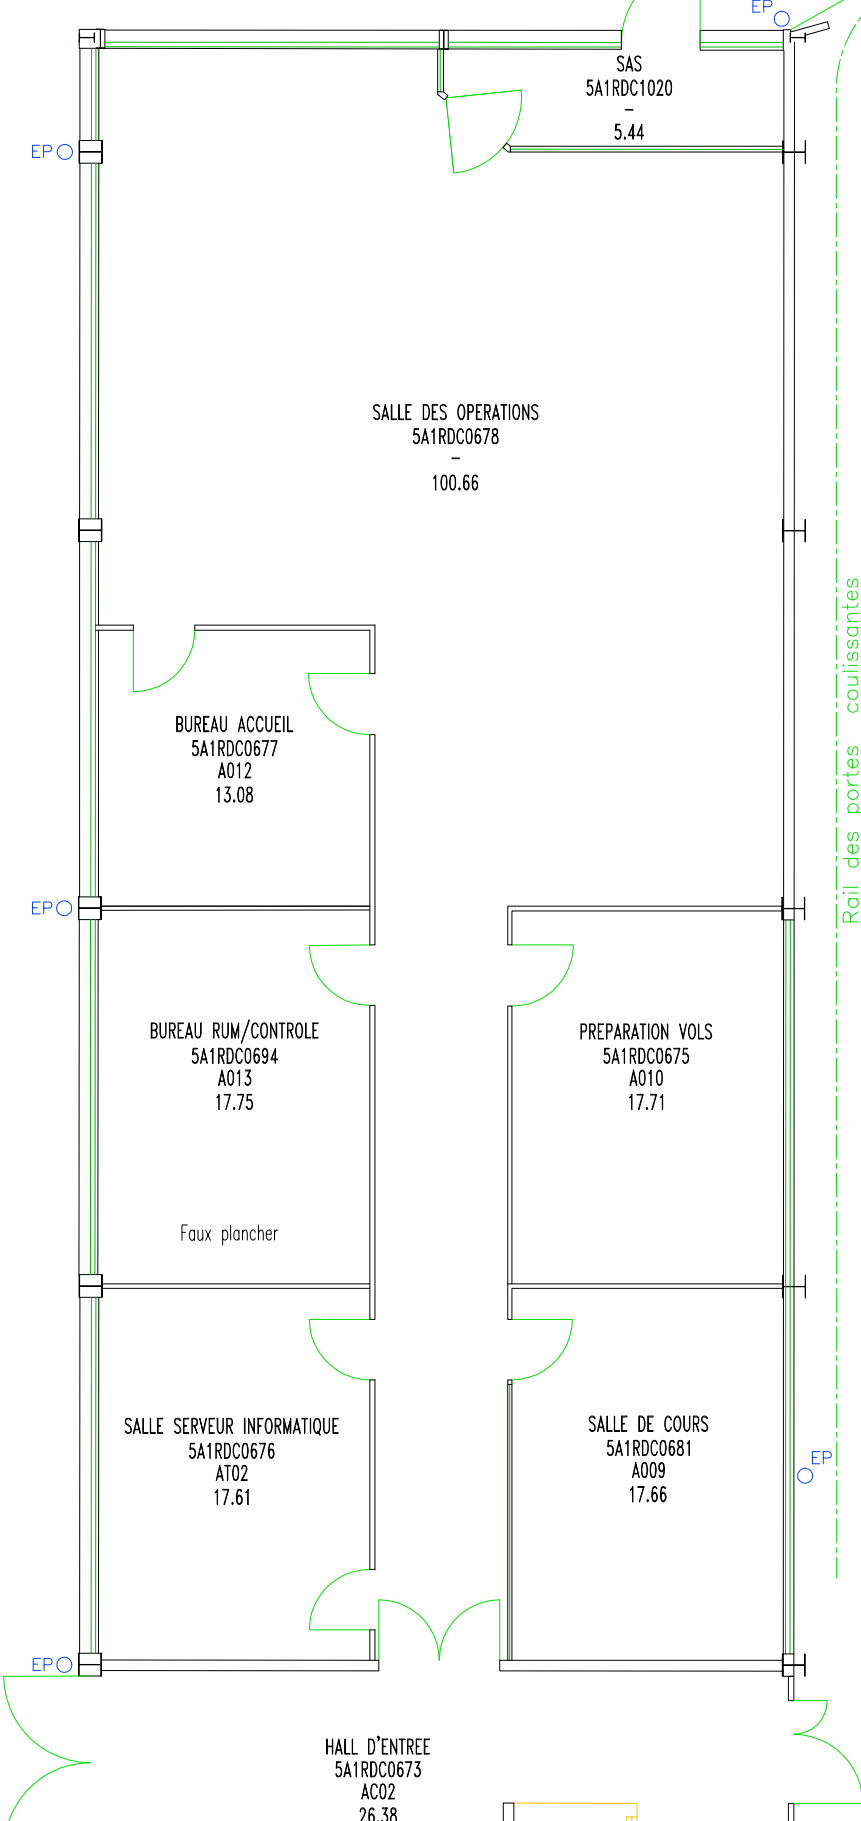 EP
SAS
5A1RDC1020
–
5.44
EP
SALLE DES OPERATIONS
5A1RDC0678
–
100.66
Rail des portes coulissantes
BUREAU ACCUEIL
5A1RDC0677
A012
13.08
EP
BUREAU RUM/CONTROLE
5A1RDC0694
A013
17.75
PREPARATION VOLS
5A1RDC0675
A010
17.71
Faux plancher
SALLE SERVEUR INFORMATIQUE
5A1RDC0676
AT02
17.61
SALLE DE COURS
5A1RDC0681
A009
17.66
EP
EP
HALL D'ENTREE
5A1RDC0673
AC02
26.38